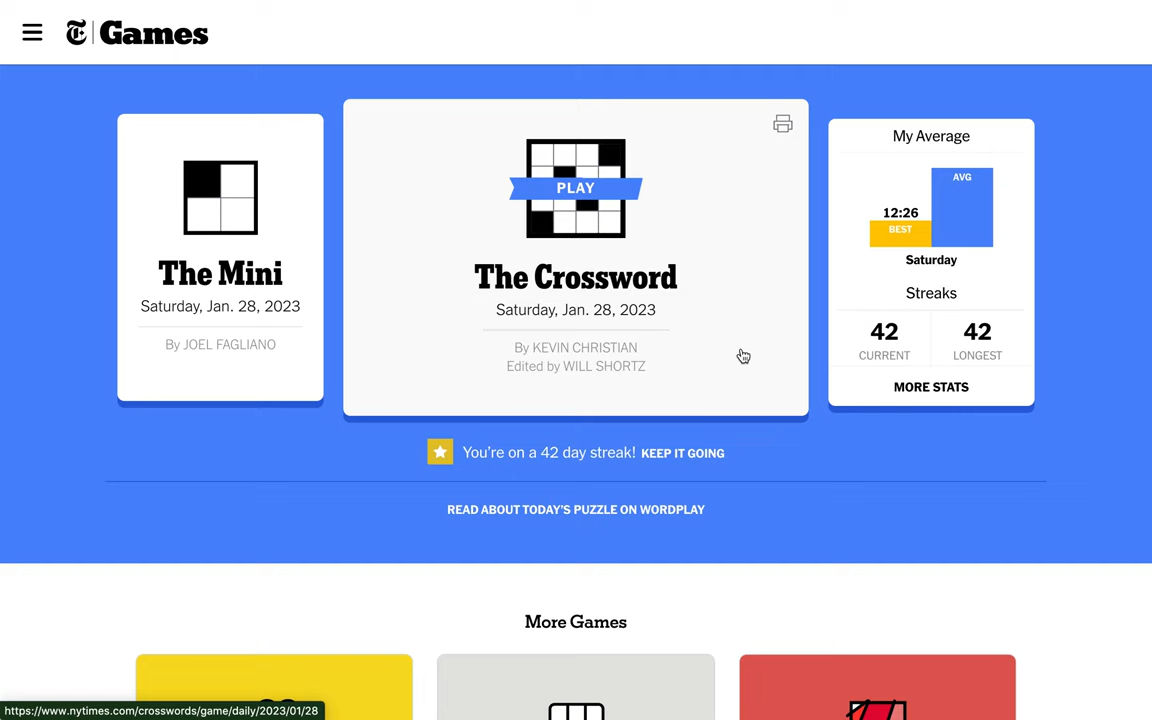 T Games
The Mini
Saturday, Jan. 28, 2023
By JOEL FAGLIANO
PLAY
The Crossword
Saturday, Jan. 28, 2023
By KEVIN CHRISTIAN
Edited by WILL SHORTZ
My Average
AVG
12:26
BEST
Saturday
Streaks
42 42
CURRENT LONGEST
MORE STATS
You're on a 42 day streak! KEEP IT GOING
READ ABOUT TODAY'S PUZZLE ON WORDPLAY
More Games
https://www.nytimes.com/crosswords/game/daily/2023/01/28